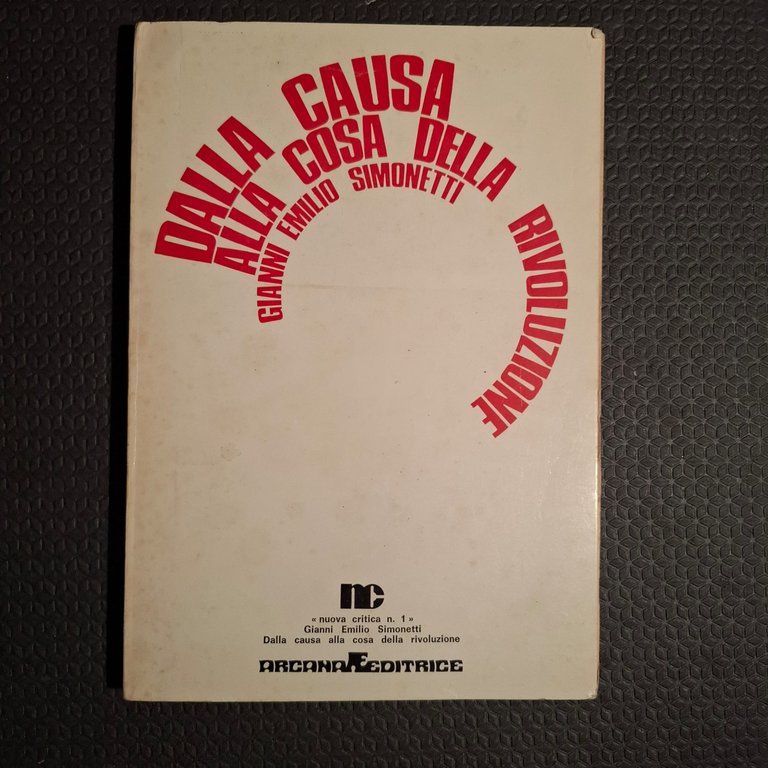 DALLA CAUSA
ALLA COSA DELLA RIVOLUZIONE
GIANNI EMILIO SIMONETTI
nc
« nuova critica n. 1 »
Gianni Emilio Simonetti
Dalla causa alla cosa della rivoluzione
ARCANA Æ EDITRICE